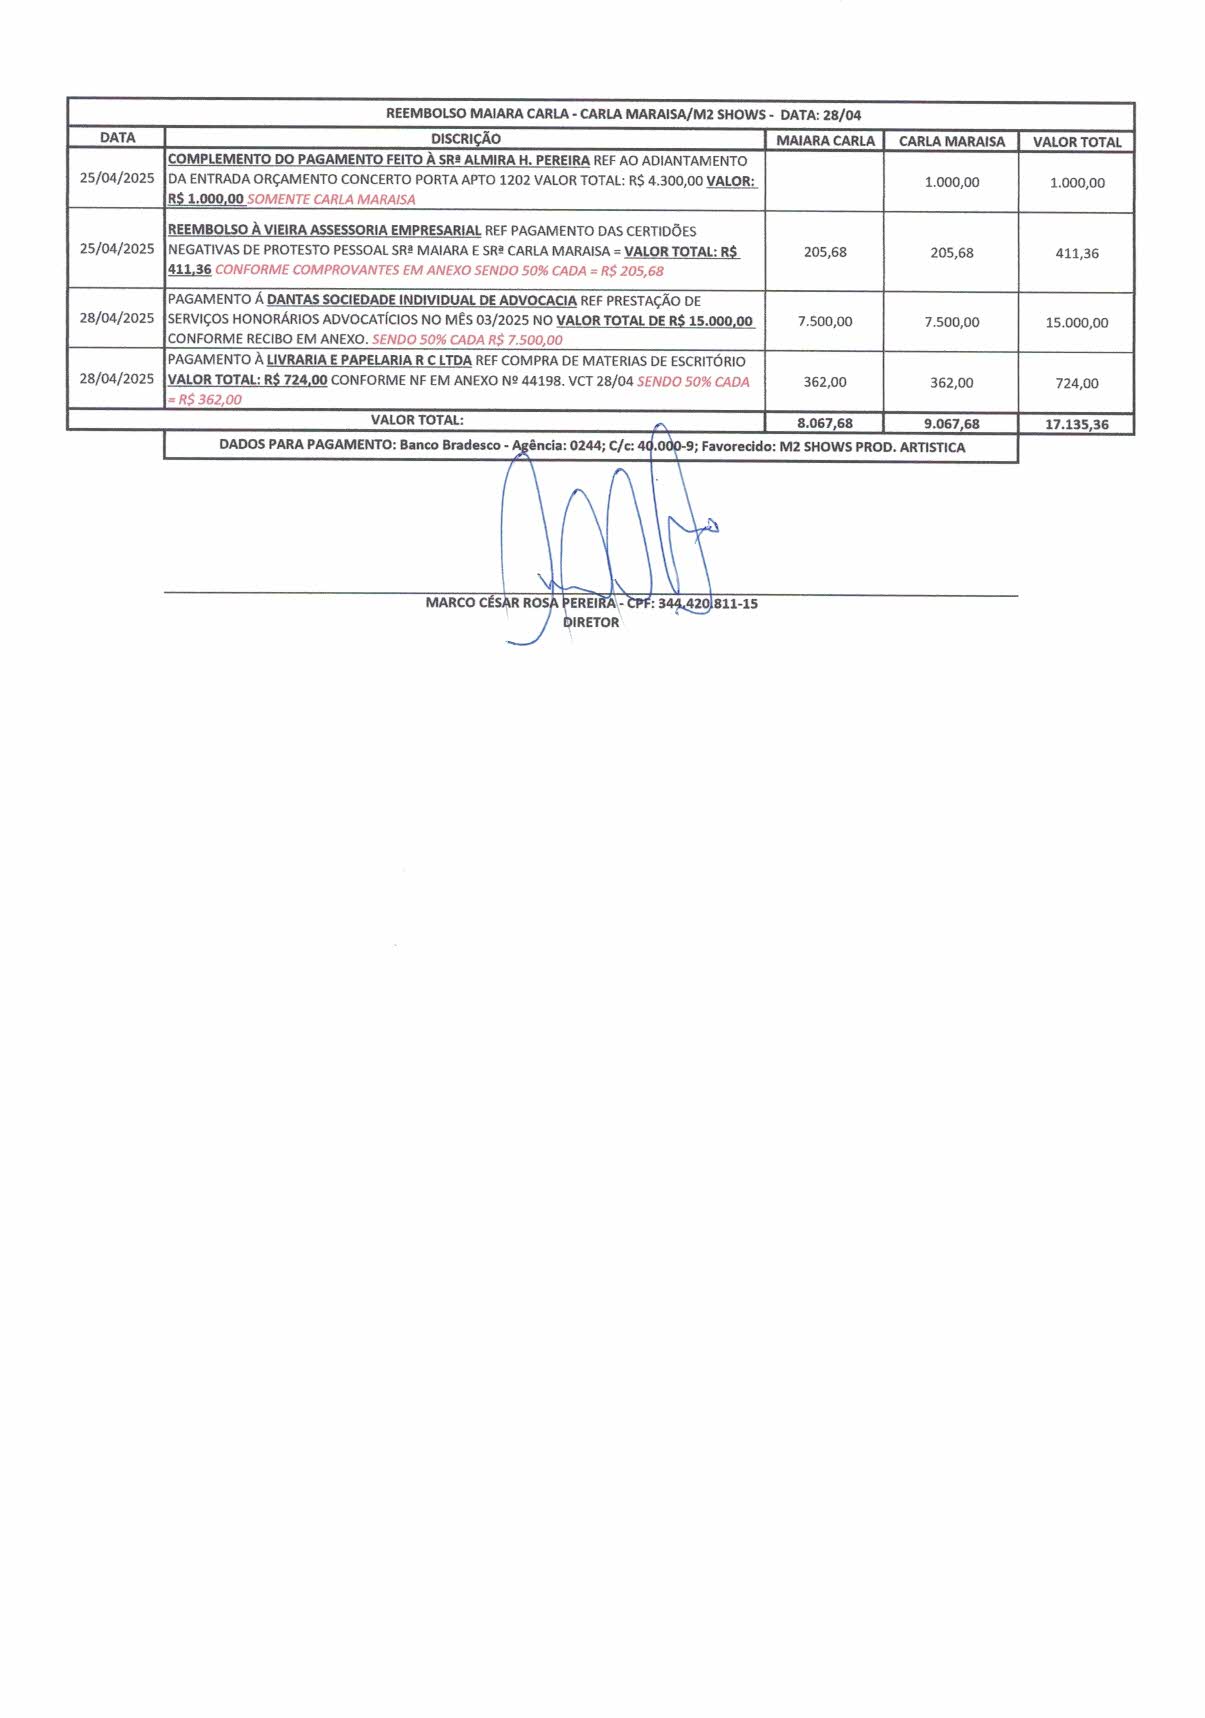 REEMBOLSO MAIARA CARLA - CARLA MARAISA/M2 SHOWS - DATA: 28/04
DATA DISCRIÇÃO MAIARA CARLA CARLA MARAISA VALOR TOTAL
COMPLEMENTO DO PAGAMENTO FEITO À SRª ALMIRA H. PEREIRA REF AO ADIANTAMENTO
25/04/2025 DA ENTRADA ORÇAMENTO CONCERTO PORTA APTO 1202 VALOR TOTAL: R$ 4.300,00 VALOR: 1.000,00 1.000,00
R$ 1.000,00 SOMENTE CARLA MARAISA
REEMBOLSO À VIEIRA ASSESSORIA EMPRESARIAL REF PAGAMENTO DAS CERTIDÕES
25/04/2025 NEGATIVAS DE PROTESTO PESSOAL SRª MAIARA E SRª CARLA MARAISA = VALOR TOTAL: R$ 205,68 205,68 411,36
411,36 CONFORME COMPROVANTES EM ANEXO SENDO 50% CADA = R$ 205,68
PAGAMENTO Á DANTAS SOCIEDADE INDIVIDUAL DE ADVOCACIA REF PRESTAÇÃO DE
28/04/2025 SERVIÇOS HONORÁRIOS ADVOCATÍCIOS NO MÊS 03/2025 NO VALOR TOTAL DE R$ 15.000,00 7.500,00 7.500,00 15.000,00
CONFORME RECIBO EM ANEXO. SENDO 50% CADA R$ 7.500,00
PAGAMENTO À LIVRARIA E PAPELARIA R C LTDA REF COMPRA DE MATERIAS DE ESCRITÓRIO
28/04/2025 VALOR TOTAL: R$ 724,00 CONFORME NF EM ANEXO Nº 44198. VCT 28/04 SENDO 50% CADA 362,00 362,00 724,00
= R$ 362,00
VALOR TOTAL: 8.067,68 9.067,68 17.135,36
DADOS PARA PAGAMENTO: Banco Bradesco - Agência: 0244; C/c: 40.000-9; Favorecido: M2 SHOWS PROD. ARTISTICA
MARCO CÉSAR ROSA PEREIRA - CPF: 344.420.811-15
DIRETOR